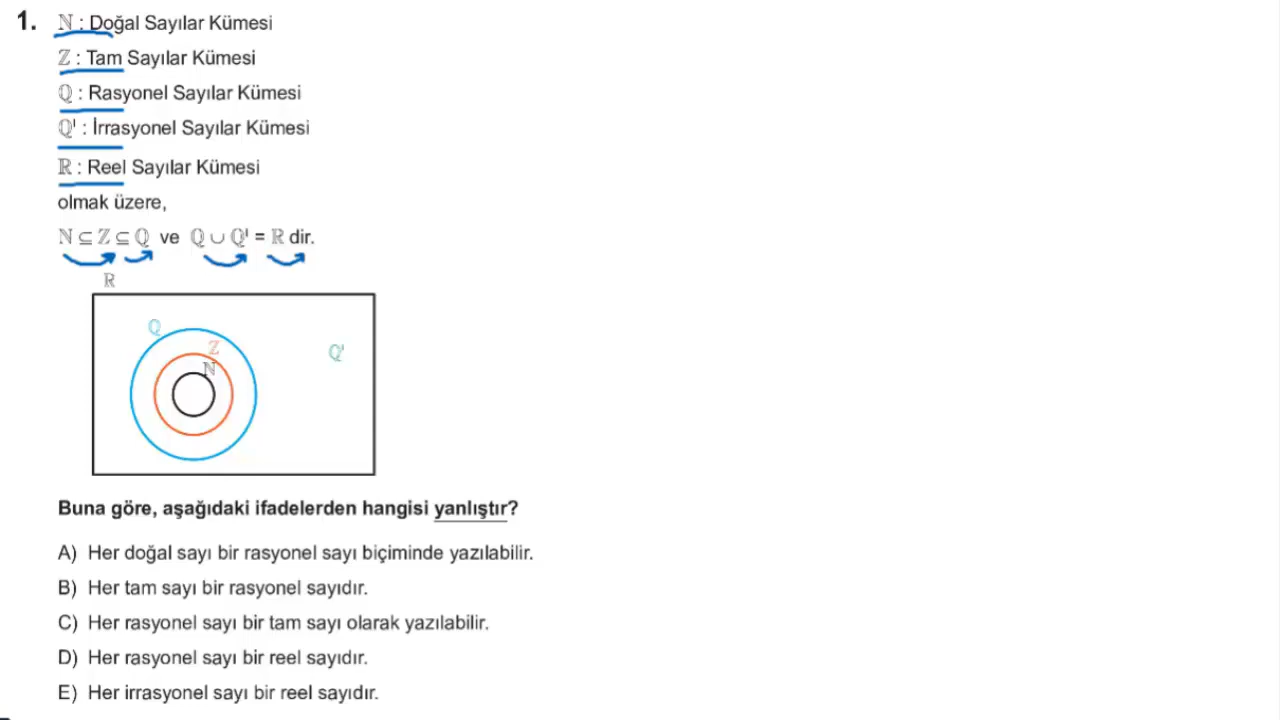 1. ℕ : Doğal Sayılar Kümesi
ℤ : Tam Sayılar Kümesi
ℚ : Rasyonel Sayılar Kümesi
ℚ' : İrrasyonel Sayılar Kümesi
ℝ : Reel Sayılar Kümesi
olmak üzere,
ℕ ⊆ ℤ ⊆ ℚ ve ℚ ∪ ℚ' = ℝ dir.
ℝ
ℚ
ℤ
ℚ'
ℕ
Buna göre, aşağıdaki ifadelerden hangisi yanlıştır?
A) Her doğal sayı bir rasyonel sayı biçiminde yazılabilir.
B) Her tam sayı bir rasyonel sayıdır.
C) Her rasyonel sayı bir tam sayı olarak yazılabilir.
D) Her rasyonel sayı bir reel sayıdır.
E) Her irrasyonel sayı bir reel sayıdır.